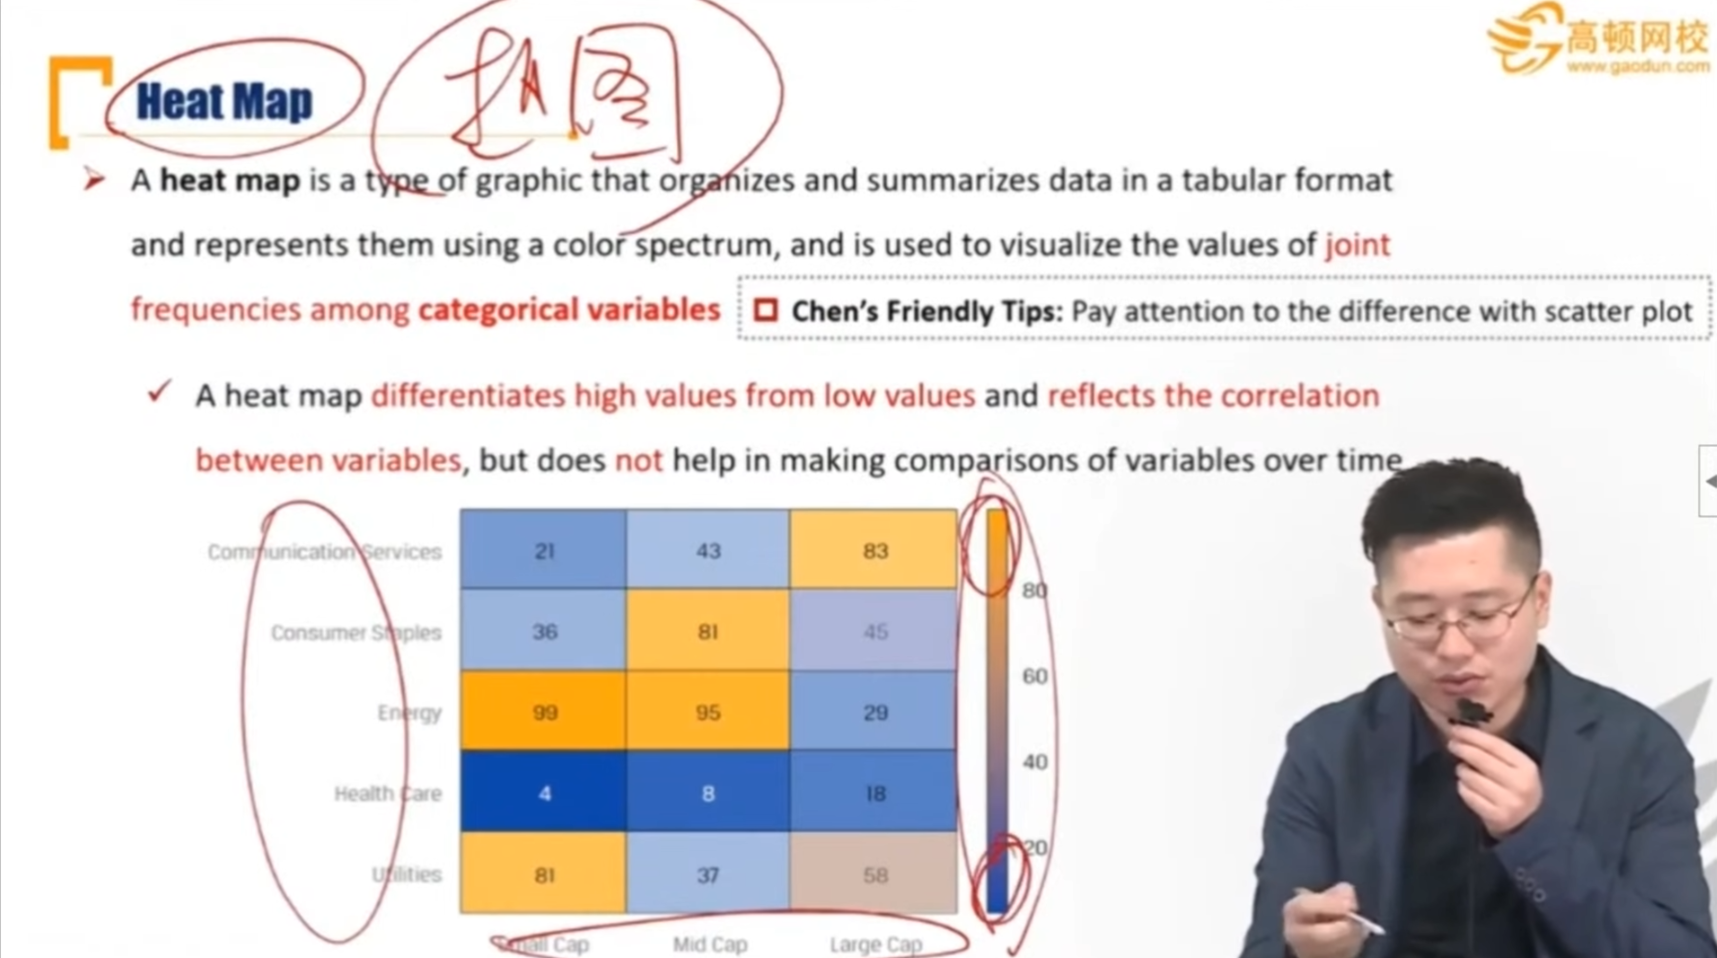 高顿网校
www.gaodun.com
Heat Map
热图
A heat map is a type of graphic that organizes and summarizes data in a tabular format
and represents them using a color spectrum, and is used to visualize the values of joint
frequencies among categorical variables
Chen's Friendly Tips: Pay attention to the difference with scatter plot
A heat map differentiates high values from low values and reflects the correlation
between variables, but does not help in making comparisons of variables over time
Communication Services 21 43 83
80
Consumer Staples 36 81 45
60
Energy 99 95 29
40
Health Care 4 8 18
20
Utilities 81 37 58
Small Cap Mid Cap Large Cap